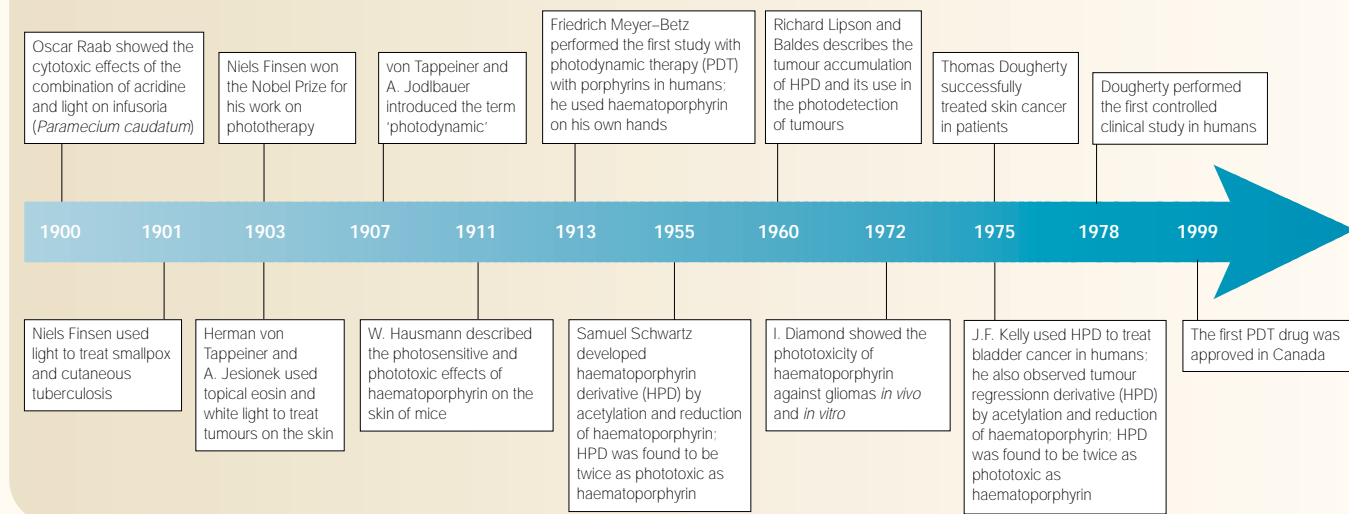 Oscar Raab showed the
cytotoxic effects of the
combination of acridine
and light on infusoria
(Paramecium caudatum)
Niels Finsen won
the Nobel Prize for
his work on
phototherapy
von Tappeiner and
A. Jodlbauer
introduced the term
'photodynamic'
Friedrich Meyer–Betz
performed the first study with
photodynamic therapy (PDT)
with porphyrins in humans;
he used haematoporphyrin
on his own hands
Richard Lipson and
Baldes describes the
tumour accumulation
of HPD and its use in
the photodetection
of tumours
Thomas Dougherty
successfully
treated skin cancer
in patients
Dougherty performed
the first controlled
clinical study in humans
1900 1901 1903 1907 1911 1913 1955 1960 1972 1975 1978 1999
Niels Finsen used
light to treat smallpox
and cutaneous
tuberculosis
Herman von
Tappeiner and
A. Jesionek used
topical eosin and
white light to treat
tumours on the skin
W. Hausmann described
the photosensitive and
phototoxic effects of
haematoporphyrin on the
skin of mice
Samuel Schwartz
developed
haematoporphyrin
derivative (HPD) by
acetylation and reduction
of haematoporphyrin;
HPD was found to be
twice as phototoxic as
haematoporphyrin
I. Diamond showed the
phototoxicity of
haematoporphyrin
against gliomas in vivo
and in vitro
J.F. Kelly used HPD to treat
bladder cancer in humans;
he also observed tumour
regressionn derivative (HPD)
by acetylation and reduction
of haematoporphyrin; HPD
was found to be twice as
phototoxic as
haematoporphyrin
The first PDT drug was
approved in Canada